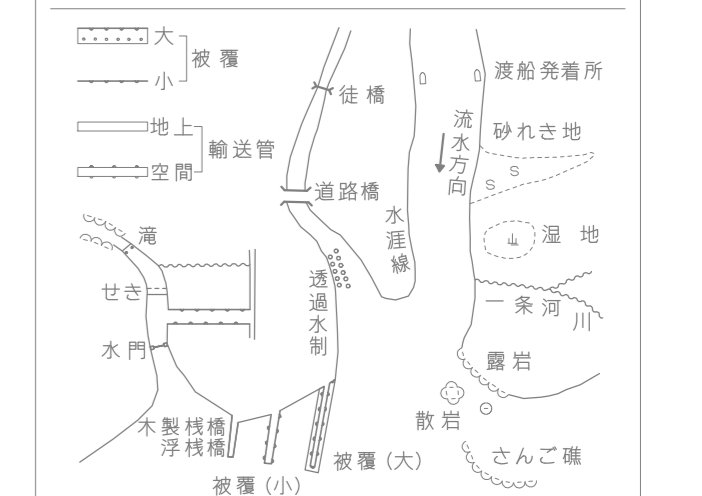 大
被覆
小
地上
輸送管
空間
徒橋
渡船発着所
流水方向
砂れき地
S
S
道路橋
水涯線
滝
湿地
せき
透過水制
一条河川
水門
露岩
散岩
木製桟橋
浮桟橋
被覆(大)
さんご礁
被覆(小)